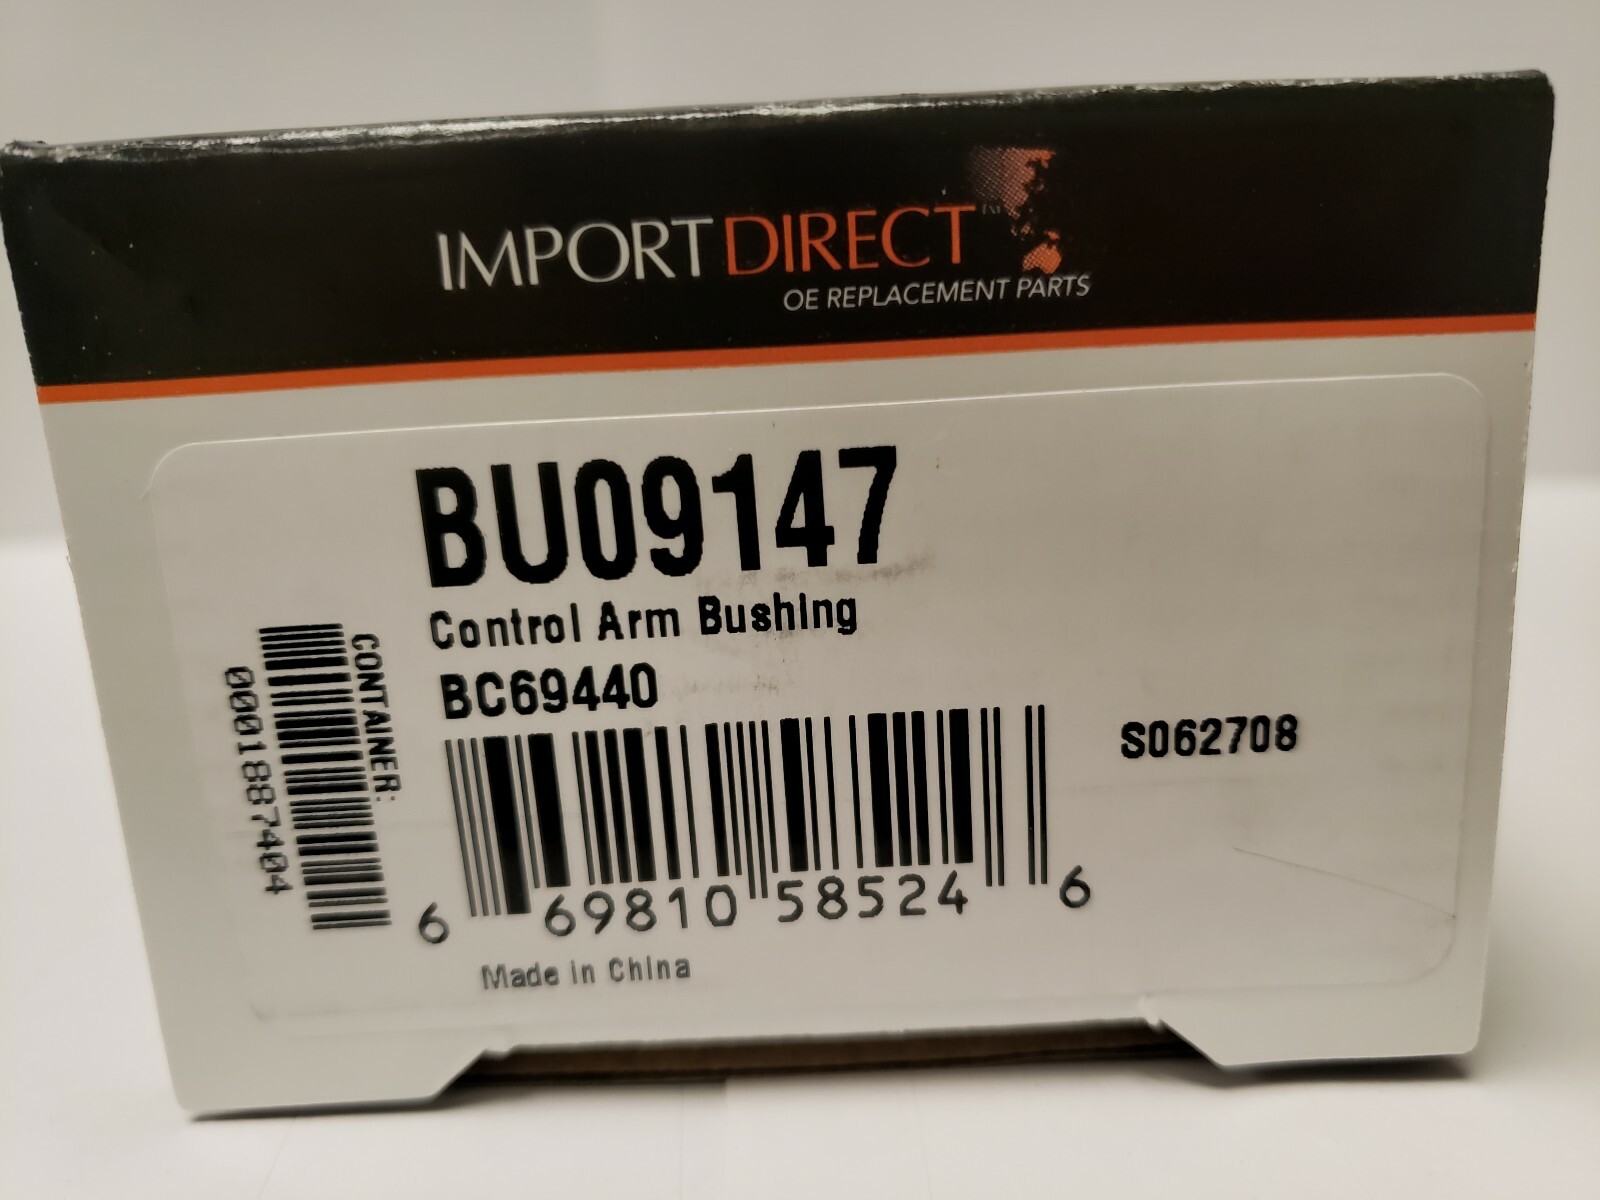 IMPORT DIRECT™
OE REPLACEMENT PARTS
BU09147
Control Arm Bushing
BC69440
S062708
CONTAINER:
0001887404
6 69810 58524 6
Made in China